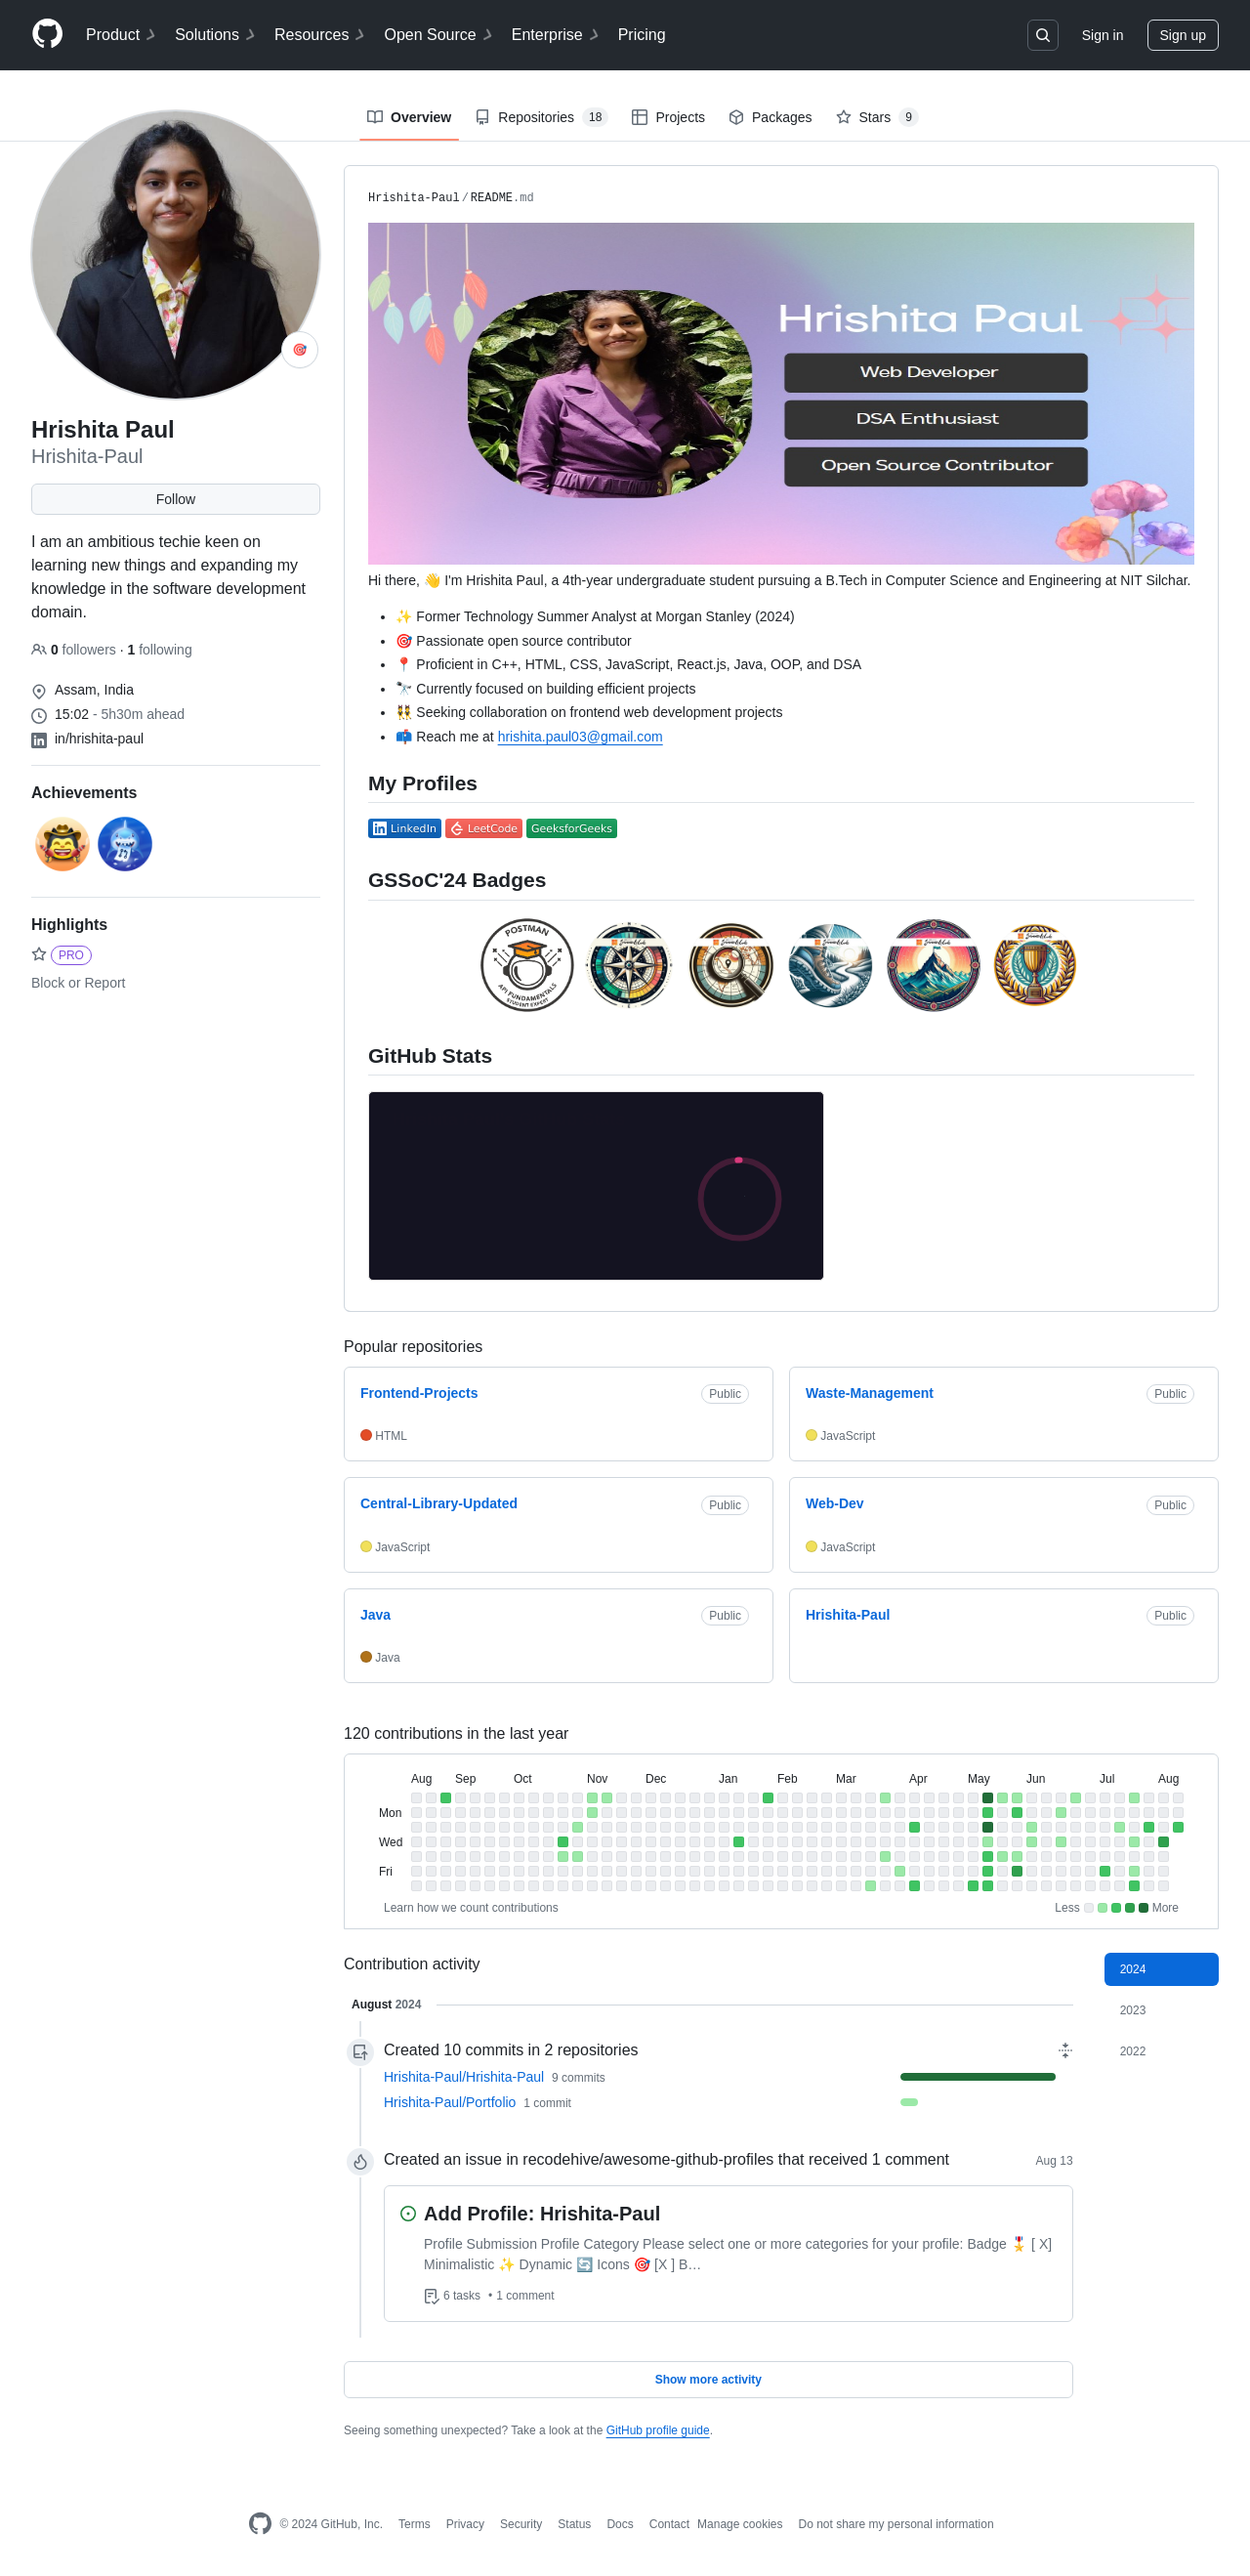 Product Solutions Resources Open Source Enterprise Pricing Sign in Sign up
Overview Repositories 18 Projects Packages Stars 9
Hrishita Paul
Hrishita-Paul
Follow
I am an ambitious techie keen on
learning new things and expanding my
knowledge in the software development
domain.
0 followers · 1 following
Assam, India
15:02 - 5h30m ahead
in/hrishita-paul
Achievements
Highlights
PRO
Block or Report
Hrishita-Paul/README.md
Hrishita Paul
Web Developer
DSA Enthusiast
Open Source Contributor
Hi there, 👋 I'm Hrishita Paul, a 4th-year undergraduate student pursuing a B.Tech in Computer Science and Engineering at NIT Silchar.
• ✨ Former Technology Summer Analyst at Morgan Stanley (2024)
• 🎯 Passionate open source contributor
• 📍 Proficient in C++, HTML, CSS, JavaScript, React.js, Java, OOP, and DSA
• 🔭 Currently focused on building efficient projects
• 👯 Seeking collaboration on frontend web development projects
• 📫 Reach me at hrishita.paul03@gmail.com
My Profiles
LinkedIn LeetCode GeeksforGeeks
GSSoC'24 Badges
POSTMAN
API FUNDAMENTALS
STUDENT EXPERT
GitHub Stats
Popular repositories
Frontend-Projects Public
HTML
Waste-Management Public
JavaScript
Central-Library-Updated Public
JavaScript
Web-Dev Public
JavaScript
Java Public
Java
Hrishita-Paul Public
120 contributions in the last year
Aug Sep Oct Nov Dec Jan Feb Mar Apr May Jun Jul Aug
Mon
Wed
Fri
Learn how we count contributions Less More
Contribution activity
2024
2023
2022
August 2024
Created 10 commits in 2 repositories
Hrishita-Paul/Hrishita-Paul 9 commits
Hrishita-Paul/Portfolio 1 commit
Created an issue in recodehive/awesome-github-profiles that received 1 comment Aug 13
Add Profile: Hrishita-Paul
Profile Submission Profile Category Please select one or more categories for your profile: Badge 🎖️ [ X]
Minimalistic ✨ Dynamic 🔄 Icons 🎯 [X ] B…
6 tasks • 1 comment
Show more activity
Seeing something unexpected? Take a look at the GitHub profile guide.
© 2024 GitHub, Inc. Terms Privacy Security Status Docs Contact Manage cookies Do not share my personal information